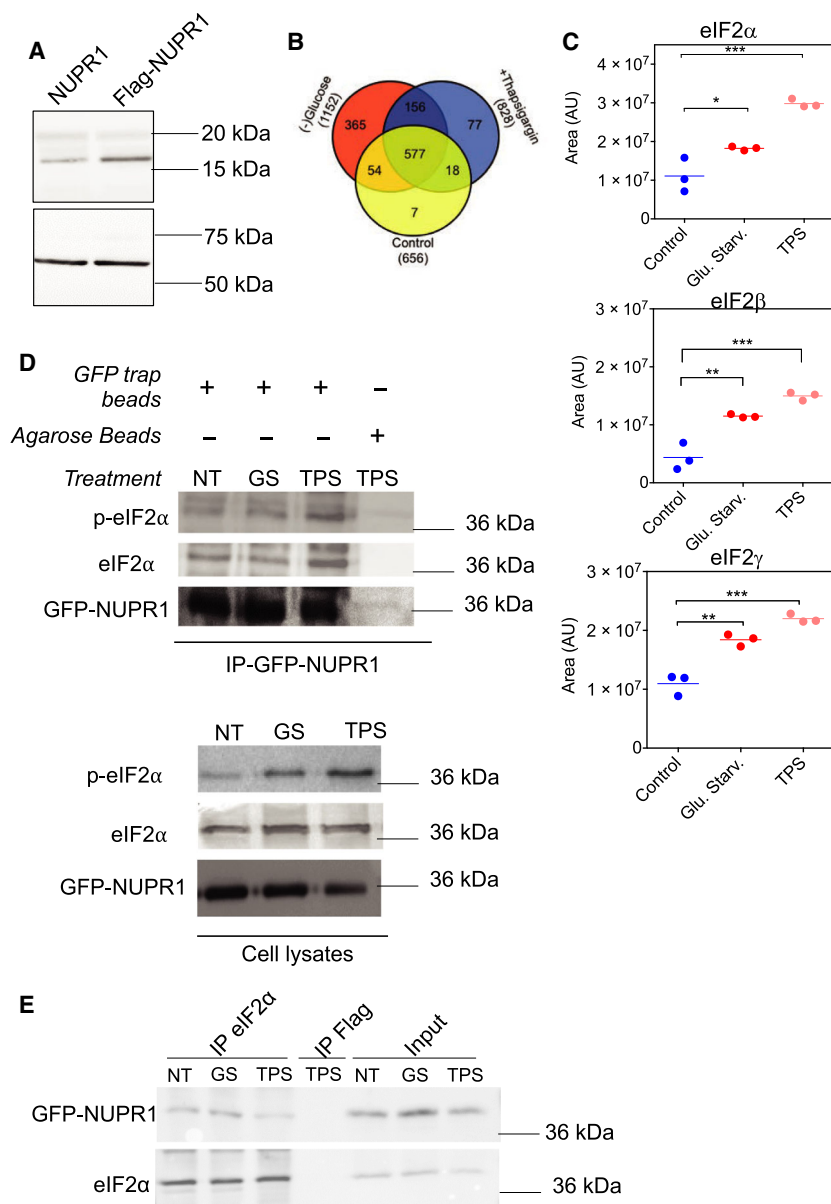 A
NUPR1
Flag-NUPR1
20 kDa
15 kDa
75 kDa
50 kDa
B
(-)Glucose
(1152)
+Thapsigargin
(828)
365
156
77
577
54
18
7
Control
(656)
C
eIF2α
Area (AU)
4 × 10⁷
3 × 10⁷
2 × 10⁷
1 × 10⁷
0
***
*
Control
Glu. Starv.
TPS
eIF2β
Area (AU)
3 × 10⁷
2 × 10⁷
1 × 10⁷
0
***
**
Control
Glu. Starv.
TPS
eIF2γ
Area (AU)
3 × 10⁷
2 × 10⁷
1 × 10⁷
0
***
**
Control
Glu. Starv.
TPS
D
GFP trap beads + + + –
Agarose Beads – – – +
Treatment NT GS TPS TPS
p-eIF2α 36 kDa
eIF2α 36 kDa
GFP-NUPR1 36 kDa
IP-GFP-NUPR1
NT GS TPS
p-eIF2α 36 kDa
eIF2α 36 kDa
GFP-NUPR1 36 kDa
Cell lysates
E
IP eIF2α IP Flag Input
NT GS TPS TPS NT GS TPS
GFP-NUPR1 36 kDa
eIF2α 36 kDa